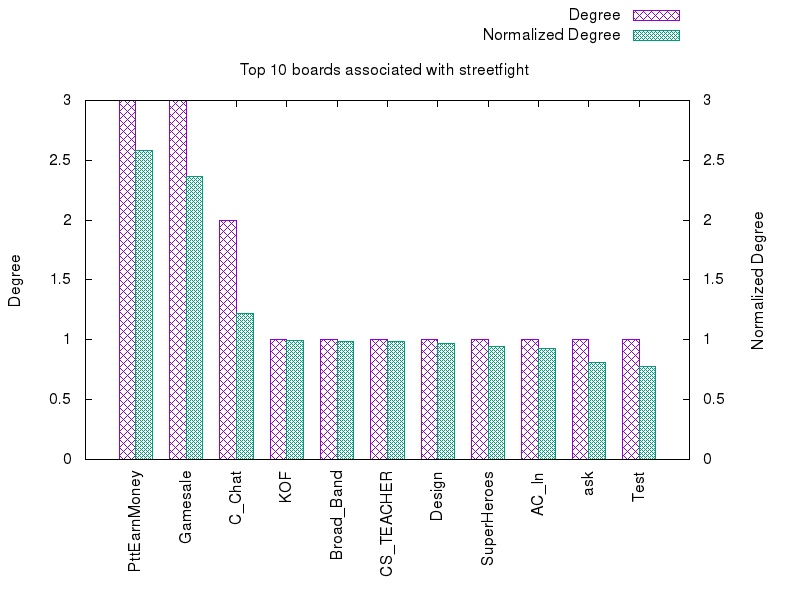 Degree
Normalized Degree
Top 10 boards associated with streetfight
3
2.5
2
1.5
1
0.5
0
3
2.5
2
1.5
1
0.5
0
Degree
Normalized Degree
PttEarnMoney
Gamesale
C_Chat
KOF
Broad_Band
CS_TEACHER
Design
SuperHeroes
AC_In
ask
Test